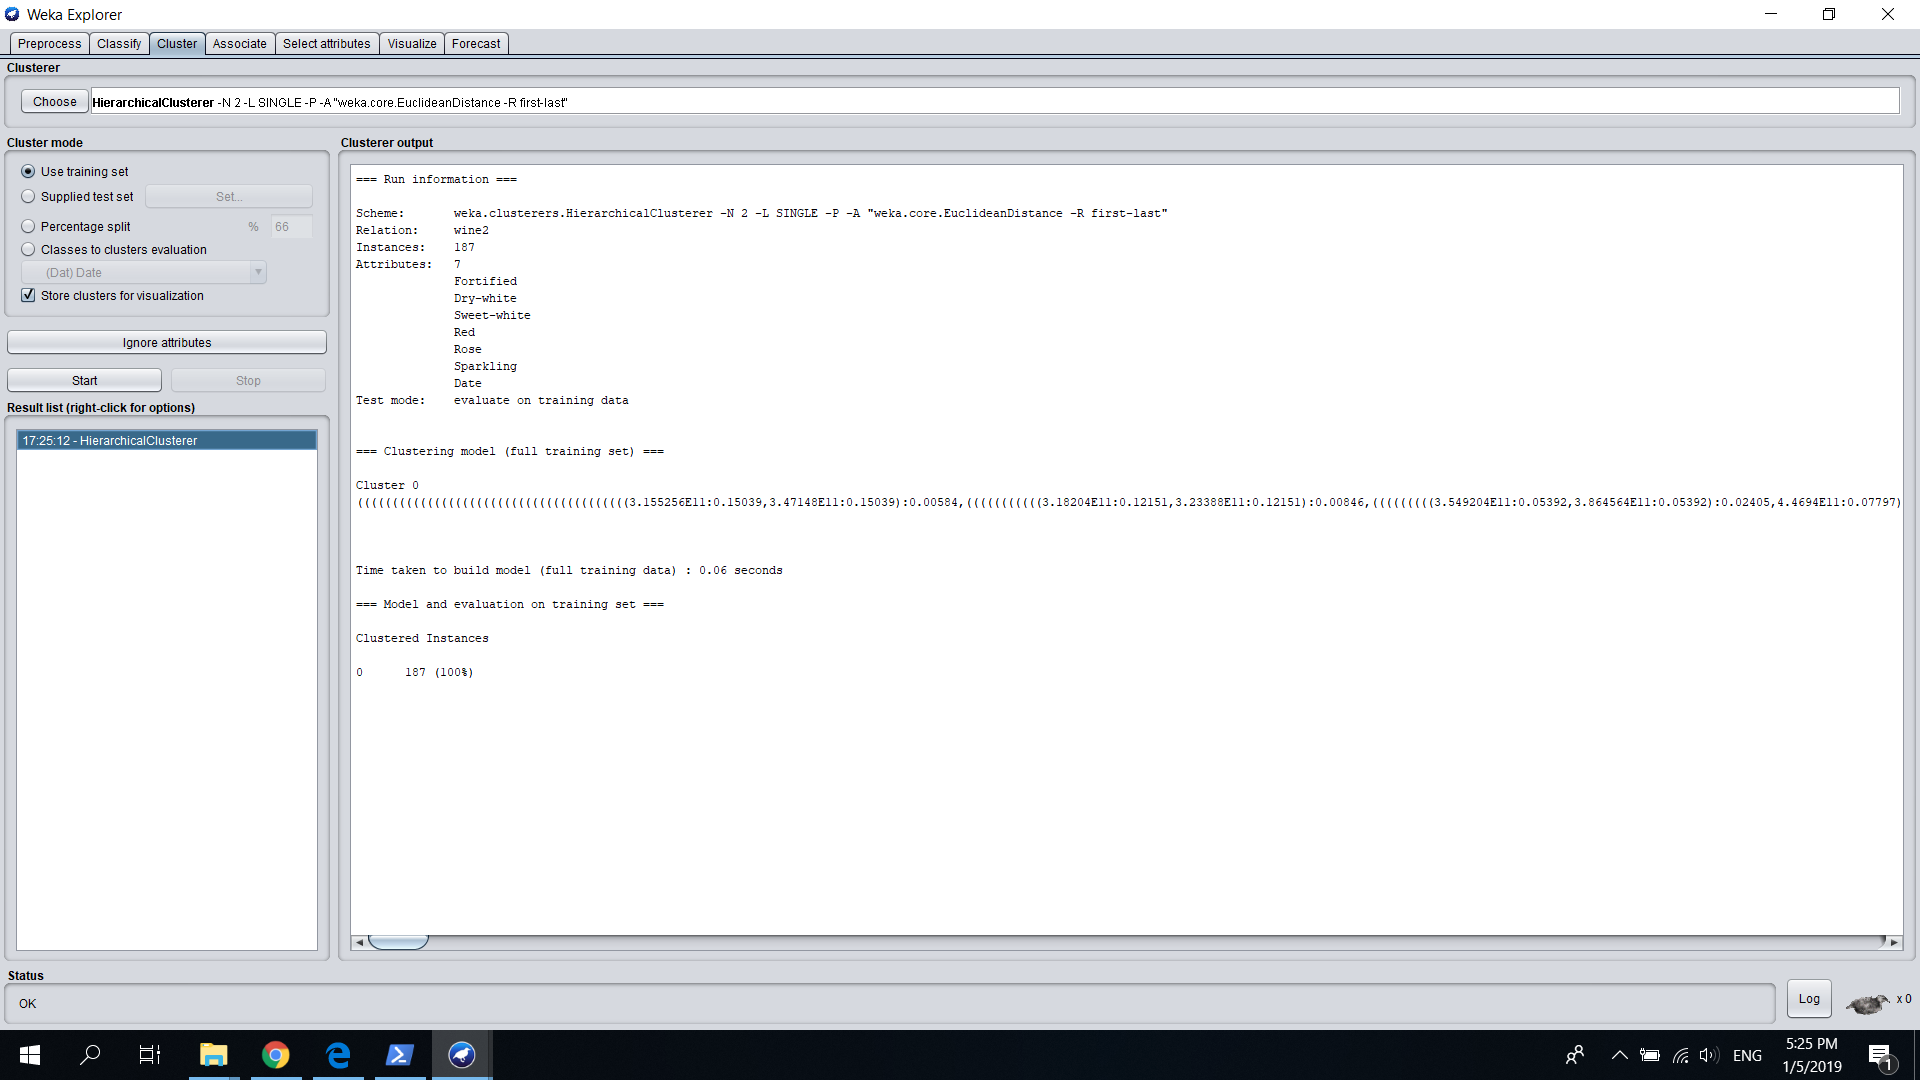 Weka Explorer
Preprocess Classify Cluster Associate Select attributes Visualize Forecast
Clusterer
Choose HierarchicalClusterer -N 2 -L SINGLE -P -A "weka.core.EuclideanDistance -R first-last"
Cluster mode
Use training set
Supplied test set Set...
Percentage split % 66
Classes to clusters evaluation
(Dat) Date
Store clusters for visualization
Ignore attributes
Start Stop
Result list (right-click for options)
17:25:12 - HierarchicalClusterer
Clusterer output
=== Run information ===
Scheme: weka.clusterers.HierarchicalClusterer -N 2 -L SINGLE -P -A "weka.core.EuclideanDistance -R first-last"
Relation: wine2
Instances: 187
Attributes: 7
Fortified
Dry-white
Sweet-white
Red
Rose
Sparkling
Date
Test mode: evaluate on training data
=== Clustering model (full training set) ===
Cluster 0
(((((((((((((((((((((((((((((((((((((((3.155256E11:0.15039,3.47148E11:0.15039):0.00584,(((((((((((3.18204E11:0.12151,3.23388E11:0.12151):0.00846,(((((((((3.549204E11:0.05392,3.864564E11:0.05392):0.02405,4.4694E11:0.07797)
Time taken to build model (full training data) : 0.06 seconds
=== Model and evaluation on training set ===
Clustered Instances
0 187 (100%)
Status
OK
Log x 0
ENG
5:25 PM
1/5/2019
1